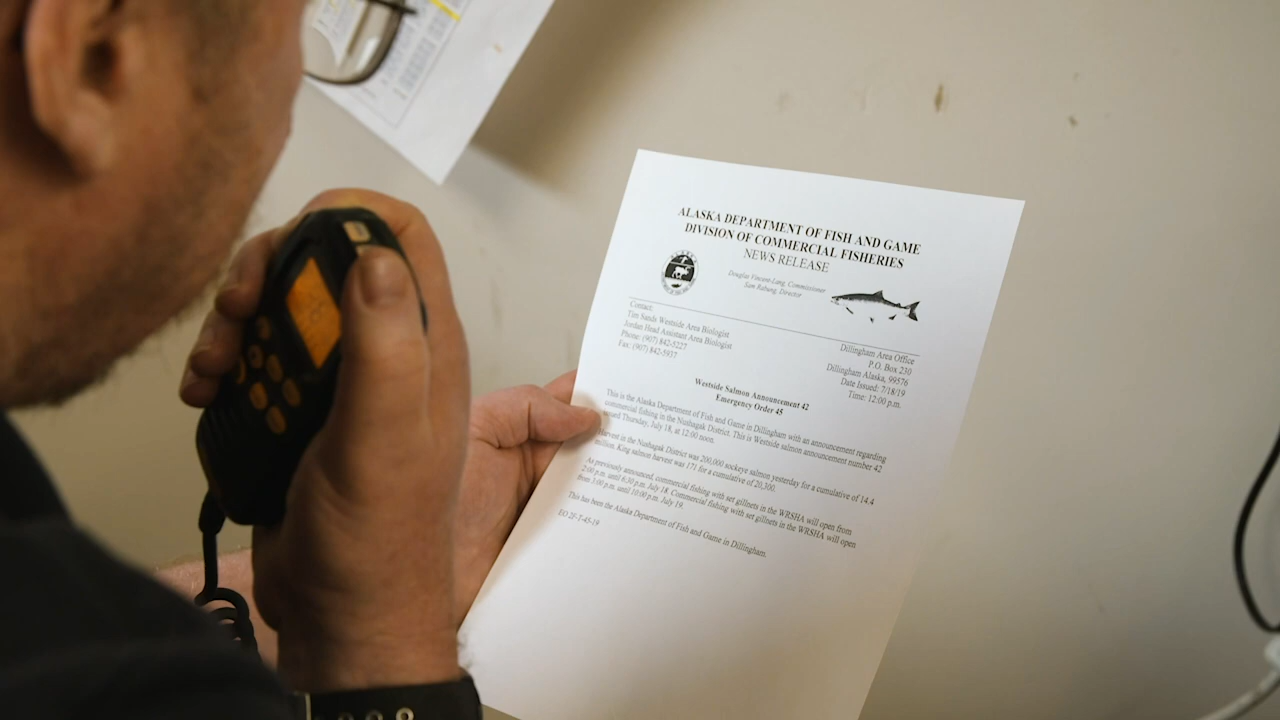 ALASKA DEPARTMENT OF FISH AND GAME
DIVISION OF COMMERCIAL FISHERIES
NEWS RELEASE
Douglas Vincent-Lang, Commissioner
Sam Rabung, Director
Contact:
Tim Sands Westside Area Biologist
Jordan Head Assistant Area Biologist
Phone: (907) 842-5227
Fax: (907) 842-5937
Dillingham Area Office
P.O. Box 230
Dillingham Alaska, 99576
Date Issued: 7/18/19
Time: 12:00 p.m.
Westside Salmon Announcement 42
Emergency Order 45
This is the Alaska Department of Fish and Game in Dillingham with an announcement regarding
commercial fishing in the Nushagak District. This is Westside salmon announcement number 42
Thursday, July 18, at 12:00 noon.
Harvest in the Nushagak District was 200,000 sockeye salmon yesterday for a cumulative of 14.4
million. King salmon harvest was 171 for a cumulative of 20,300.
As previously announced, commercial fishing with set gillnets in the WRSHA will open from
2:00 p.m. until 6:30 p.m. July 18. Commercial fishing with set gillnets in the WRSHA will open
from 3:00 p.m. until 10:00 p.m. July 19.
This has been the Alaska Department of Fish and Game in Dillingham.
EO 2F-T-45-19